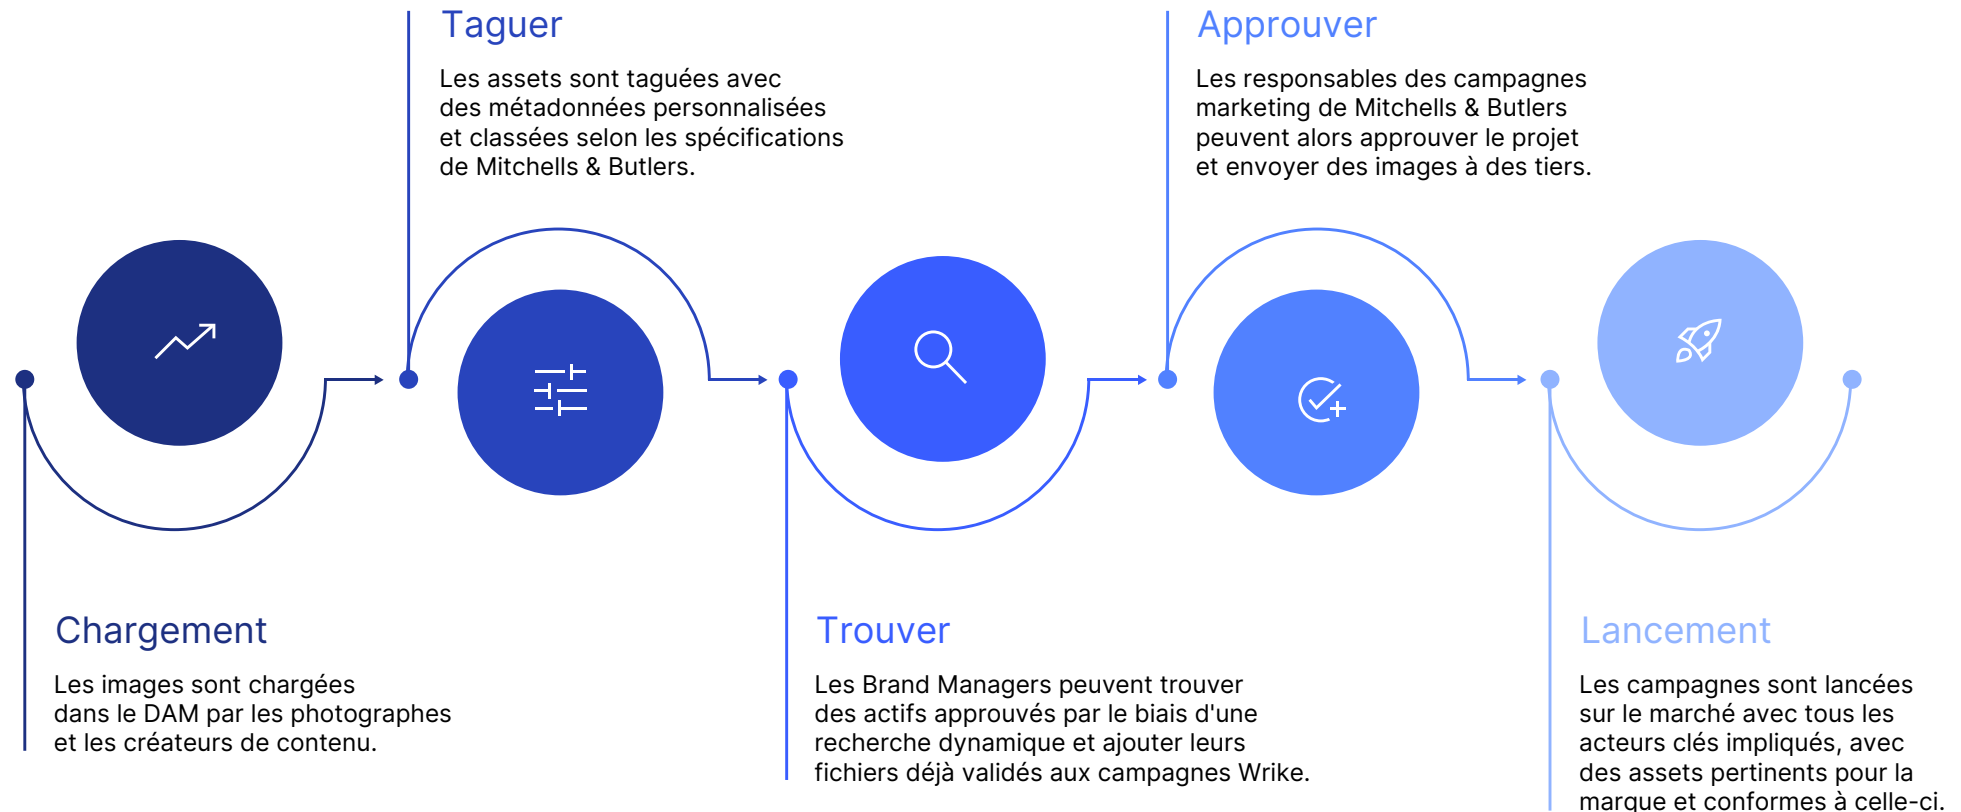 Chargement
Les images sont chargées
dans le DAM par les photographes
et les créateurs de contenu.
Taguer
Les assets sont taguées avec
des métadonnées personnalisées
et classées selon les spécifications
de Mitchells & Butlers.
Trouver
Les Brand Managers peuvent trouver
des actifs approuvés par le biais d'une
recherche dynamique et ajouter leurs
fichiers déjà validés aux campagnes Wrike.
Approuver
Les responsables des campagnes
marketing de Mitchells & Butlers
peuvent alors approuver le projet
et envoyer des images à des tiers.
Lancement
Les campagnes sont lancées
sur le marché avec tous les
acteurs clés impliqués, avec
des assets pertinents pour la
marque et conformes à celle-ci.